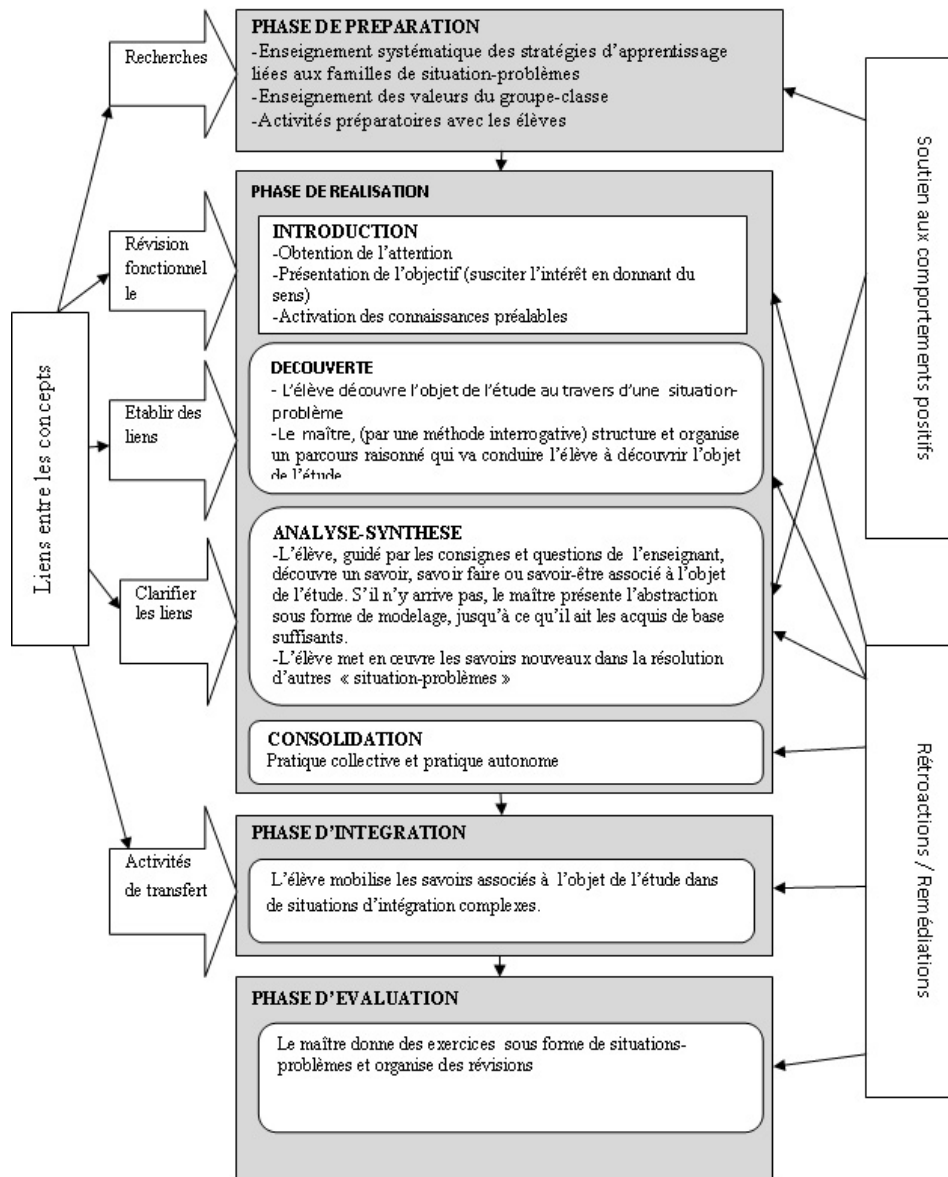 Recherches
PHASE DE PREPARATION
-Enseignement systématique des stratégies d'apprentissage
liées aux familles de situation-problèmes
-Enseignement des valeurs du groupe-classe
-Activités préparatoires avec les élèves
Soutien aux comportements positifs
PHASE DE REALISATION
Révision
fonctionnel
le
INTRODUCTION
-Obtention de l'attention
-Présentation de l'objectif (susciter l'intérêt en donnant du
sens)
-Activation des connaissances préalables
Liens entre les concepts
Etablir des
liens
DECOUVERTE
- L'élève découvre l'objet de l'étude au travers d'une situation-
problème
-Le maître, (par une méthode interrogative) structure et organise
un parcours raisonné qui va conduire l'élève à découvrir l'objet
de l'étude
Clarifier
les liens
ANALYSE-SYNTHESE
-L'élève, guidé par les consignes et questions de l'enseignant,
découvre un savoir, savoir faire ou savoir-être associé à l'objet
de l'étude. S'il n'y arrive pas, le maître présente l'abstraction
sous forme de modelage, jusqu'à ce qu'il ait les acquis de base
suffisants.
-L'élève met en œuvre les savoirs nouveaux dans la résolution
d'autres « situation-problèmes »
CONSOLIDATION
Pratique collective et pratique autonome
Rétroactions / Remédiations
Activités
de transfert
PHASE D'INTEGRATION
L'élève mobilise les savoirs associés à l'objet de l'étude dans
de situations d'intégration complexes.
PHASE D'EVALUATION
Le maître donne des exercices sous forme de situations-
problèmes et organise des révisions